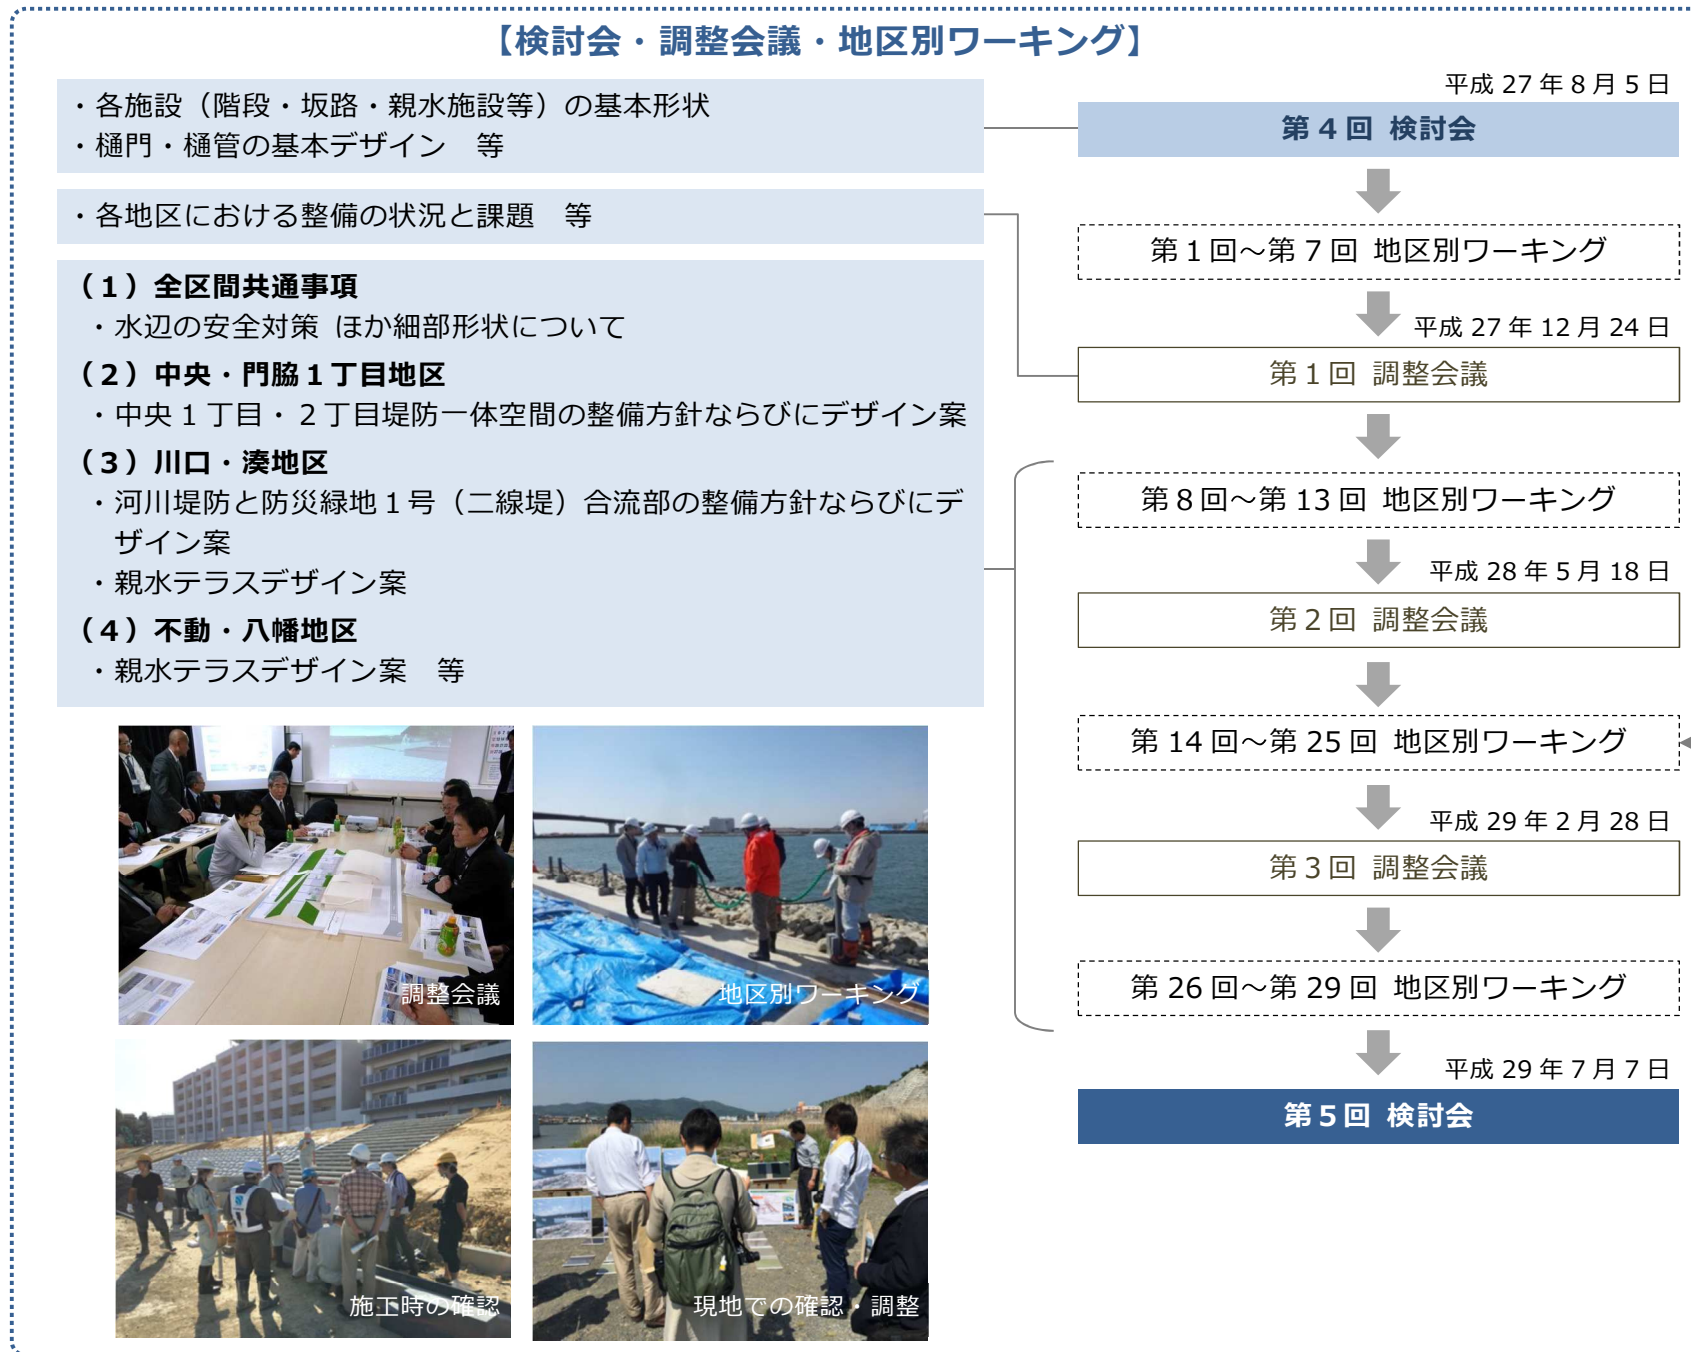 【検討会・調整会議・地区別ワーキング】
・各施設（階段・坂路・親水施設等）の基本形状
・樋門・樋管の基本デザイン　等
・各地区における整備の状況と課題　等
（１）全区間共通事項
・水辺の安全対策 ほか細部形状について
（２）中央・門脇１丁目地区
・中央１丁目・２丁目堤防一体空間の整備方針ならびにデザイン案
（３）川口・湊地区
・河川堤防と防災緑地１号（二線堤）合流部の整備方針ならびにデ
ザイン案
・親水テラスデザイン案
（４）不動・八幡地区
・親水テラスデザイン案　等
調整会議
地区別ワーキング
施工時の確認
現地での確認・調整
平成 27 年 8 月 5 日
第４回 検討会
第１回～第７回 地区別ワーキング
平成 27 年 12 月 24 日
第１回 調整会議
第８回～第 13 回 地区別ワーキング
平成 28 年 5 月 18 日
第２回 調整会議
第 14 回～第 25 回 地区別ワーキング
平成 29 年 2 月 28 日
第３回 調整会議
第 26 回～第 29 回 地区別ワーキング
平成 29 年 7 月 7 日
第５回 検討会